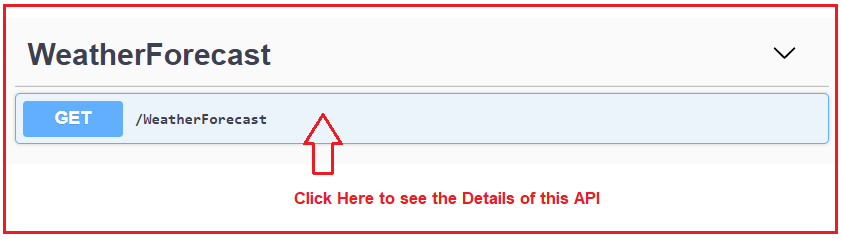 WeatherForecast
GET /WeatherForecast
Click Here to see the Details of this API